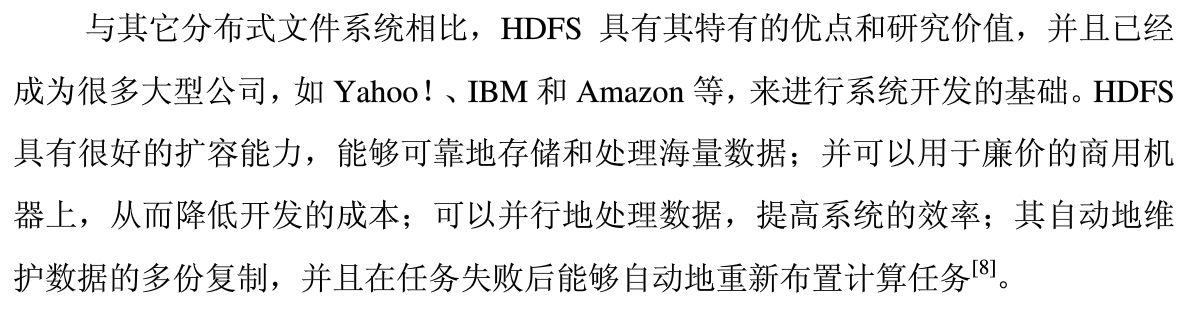 与其它分布式文件系统相比，HDFS 具有其特有的优点和研究价值，并且已经
成为很多大型公司，如 Yahoo！、IBM 和 Amazon 等，来进行系统开发的基础。HDFS
具有很好的扩容能力，能够可靠地存储和处理海量数据；并可以用于廉价的商用机
器上，从而降低开发的成本；可以并行地处理数据，提高系统的效率；其自动地维
护数据的多份复制，并且在任务失败后能够自动地重新布置计算任务[8]。